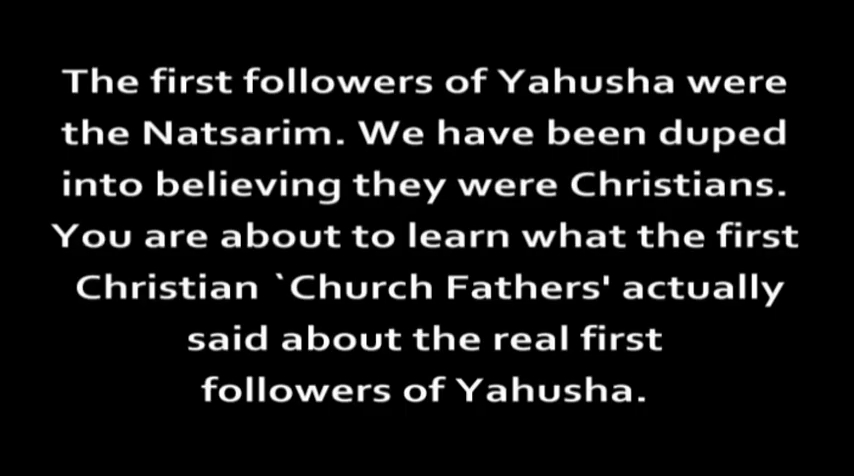 The first followers of Yahusha were
the Natsarim. We have been duped
into believing they were Christians.
You are about to learn what the first
Christian `Church Fathers' actually
said about the real first
followers of Yahusha.